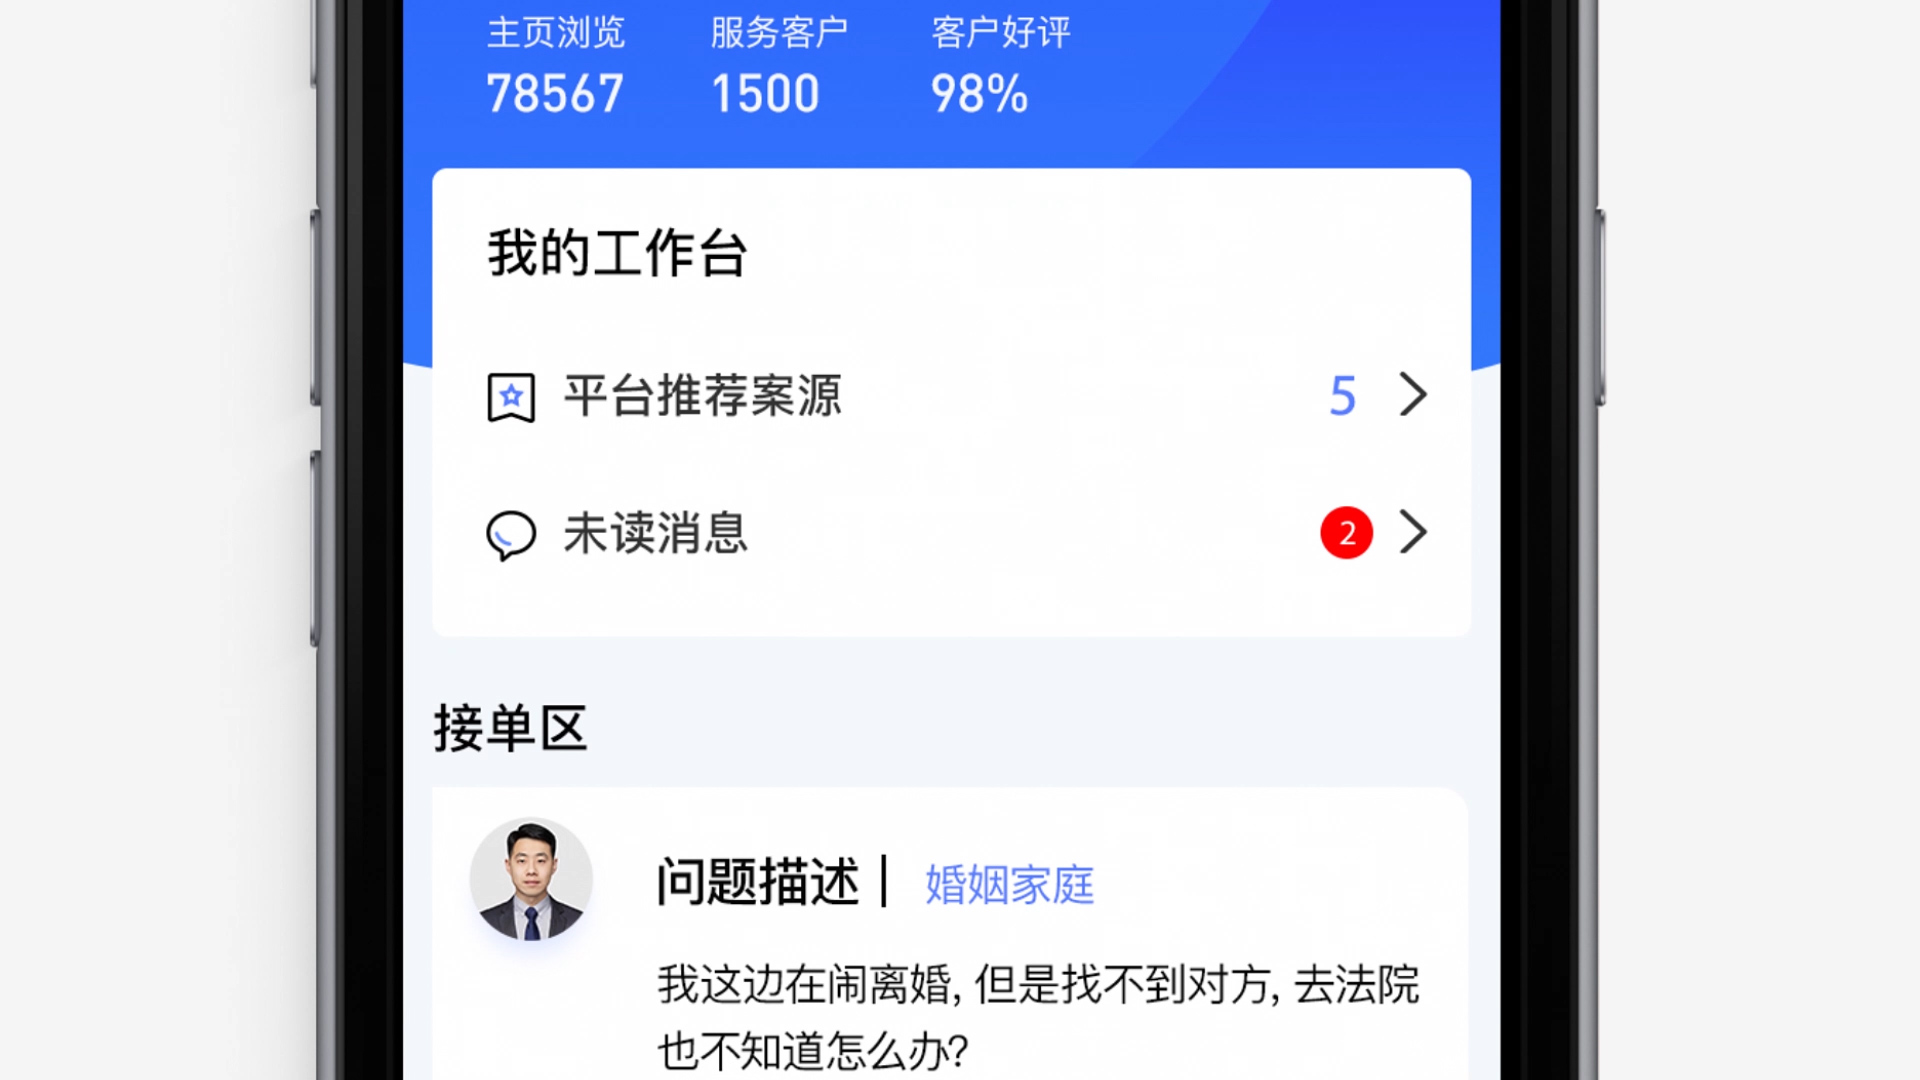 主页浏览 服务客户 客户好评
78567 1500 98%
我的工作台
平台推荐案源 5
未读消息 2
接单区
问题描述 | 婚姻家庭
我这边在闹离婚, 但是找不到对方, 去法院
也不知道怎么办?